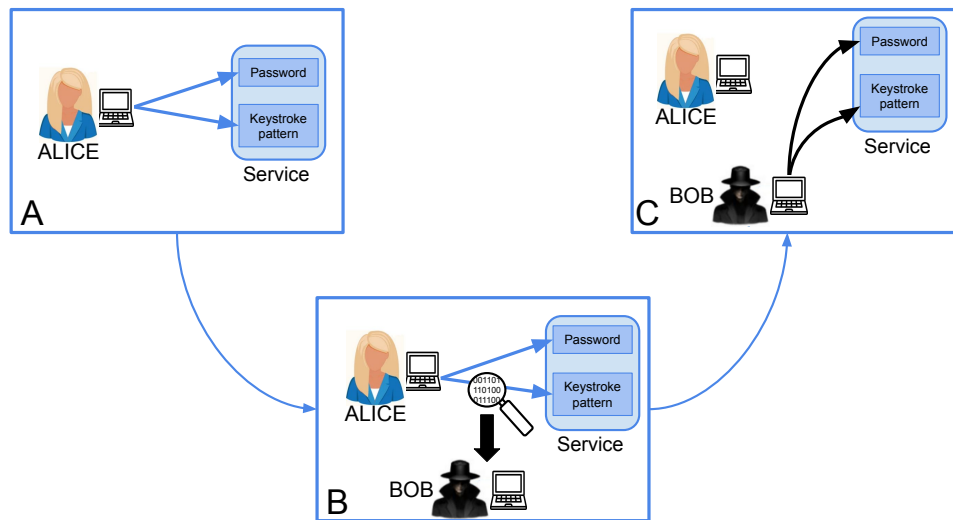 Password
Keystroke
pattern
ALICE
Service
A
Password
Keystroke
pattern
ALICE
Service
BOB
C
Password
001101
110100
011100
Keystroke
pattern
ALICE
Service
BOB
B